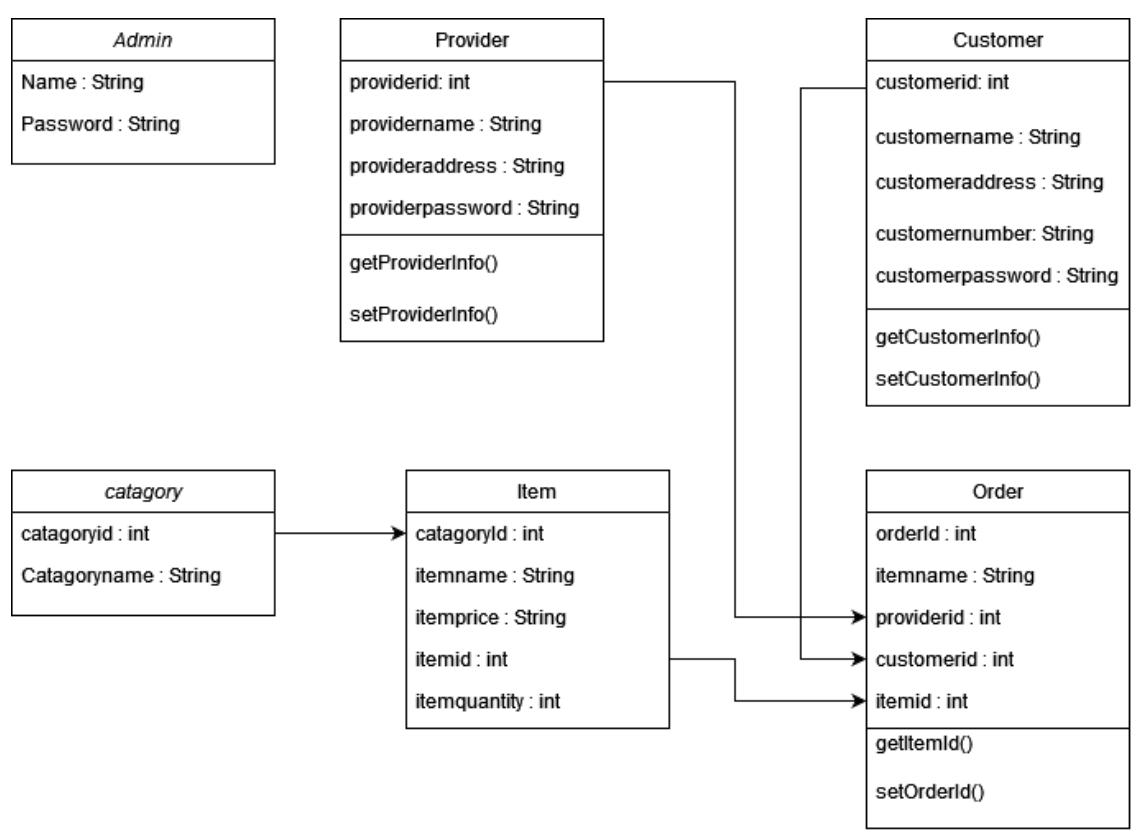 Admin
Name : String
Password : String
Provider
providerid: int
providername : String
provideraddress : String
providerpassword : String
getProviderInfo()
setProviderInfo()
Customer
customerid: int
customername : String
customeraddress : String
customernumber: String
customerpassword : String
getCustomerInfo()
setCustomerInfo()
catagory
catagoryid : int
Catagoryname : String
Item
catagoryId : int
itemname : String
itemprice : String
itemid : int
itemquantity : int
Order
orderId : int
itemname : String
providerid : int
customerid : int
itemid : int
getItemId()
setOrderId()